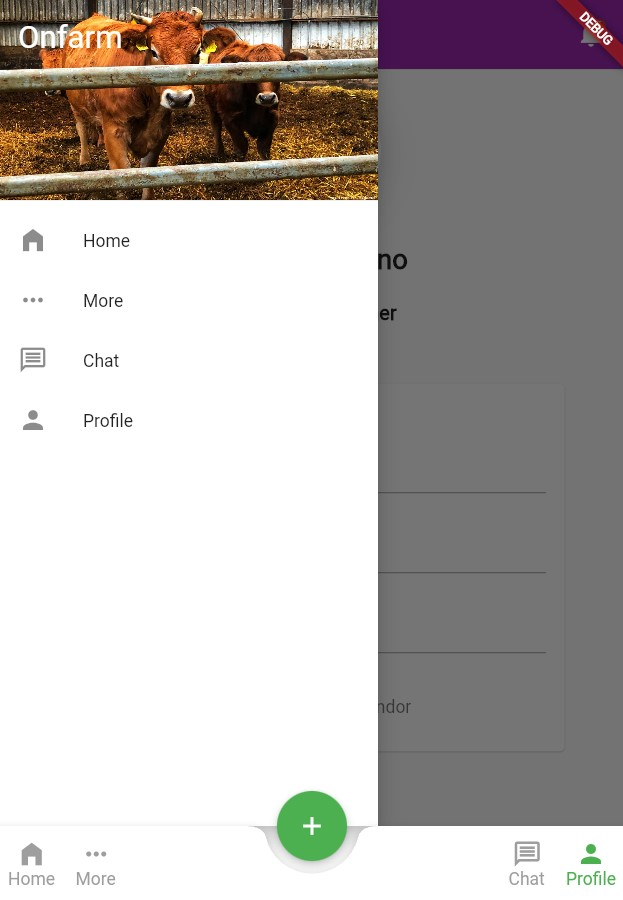 Onfarm
DEBUG
Home
no
More
er
Chat
Profile
ndor
Home
More
Chat
Profile